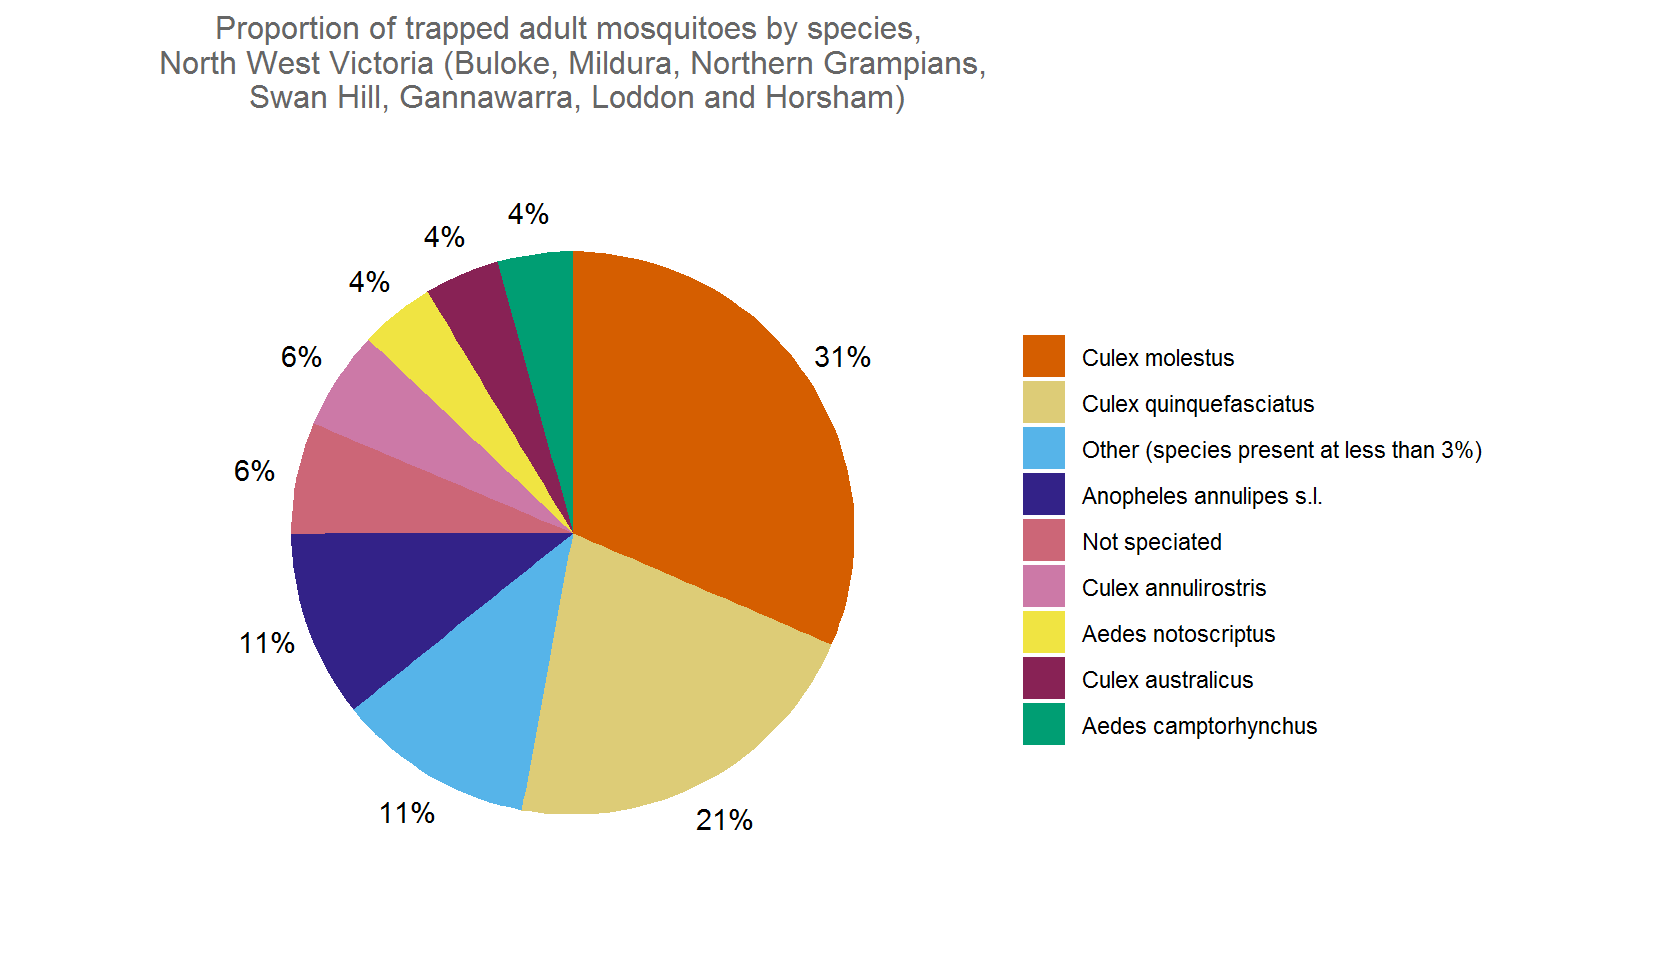 Proportion of trapped adult mosquitoes by species,
North West Victoria (Buloke, Mildura, Northern Grampians,
Swan Hill, Gannawarra, Loddon and Horsham)
4%
4%
4%
6%
31%
6%
11%
11%
21%
Culex molestus
Culex quinquefasciatus
Other (species present at less than 3%)
Anopheles annulipes s.l.
Not speciated
Culex annulirostris
Aedes notoscriptus
Culex australicus
Aedes camptorhynchus